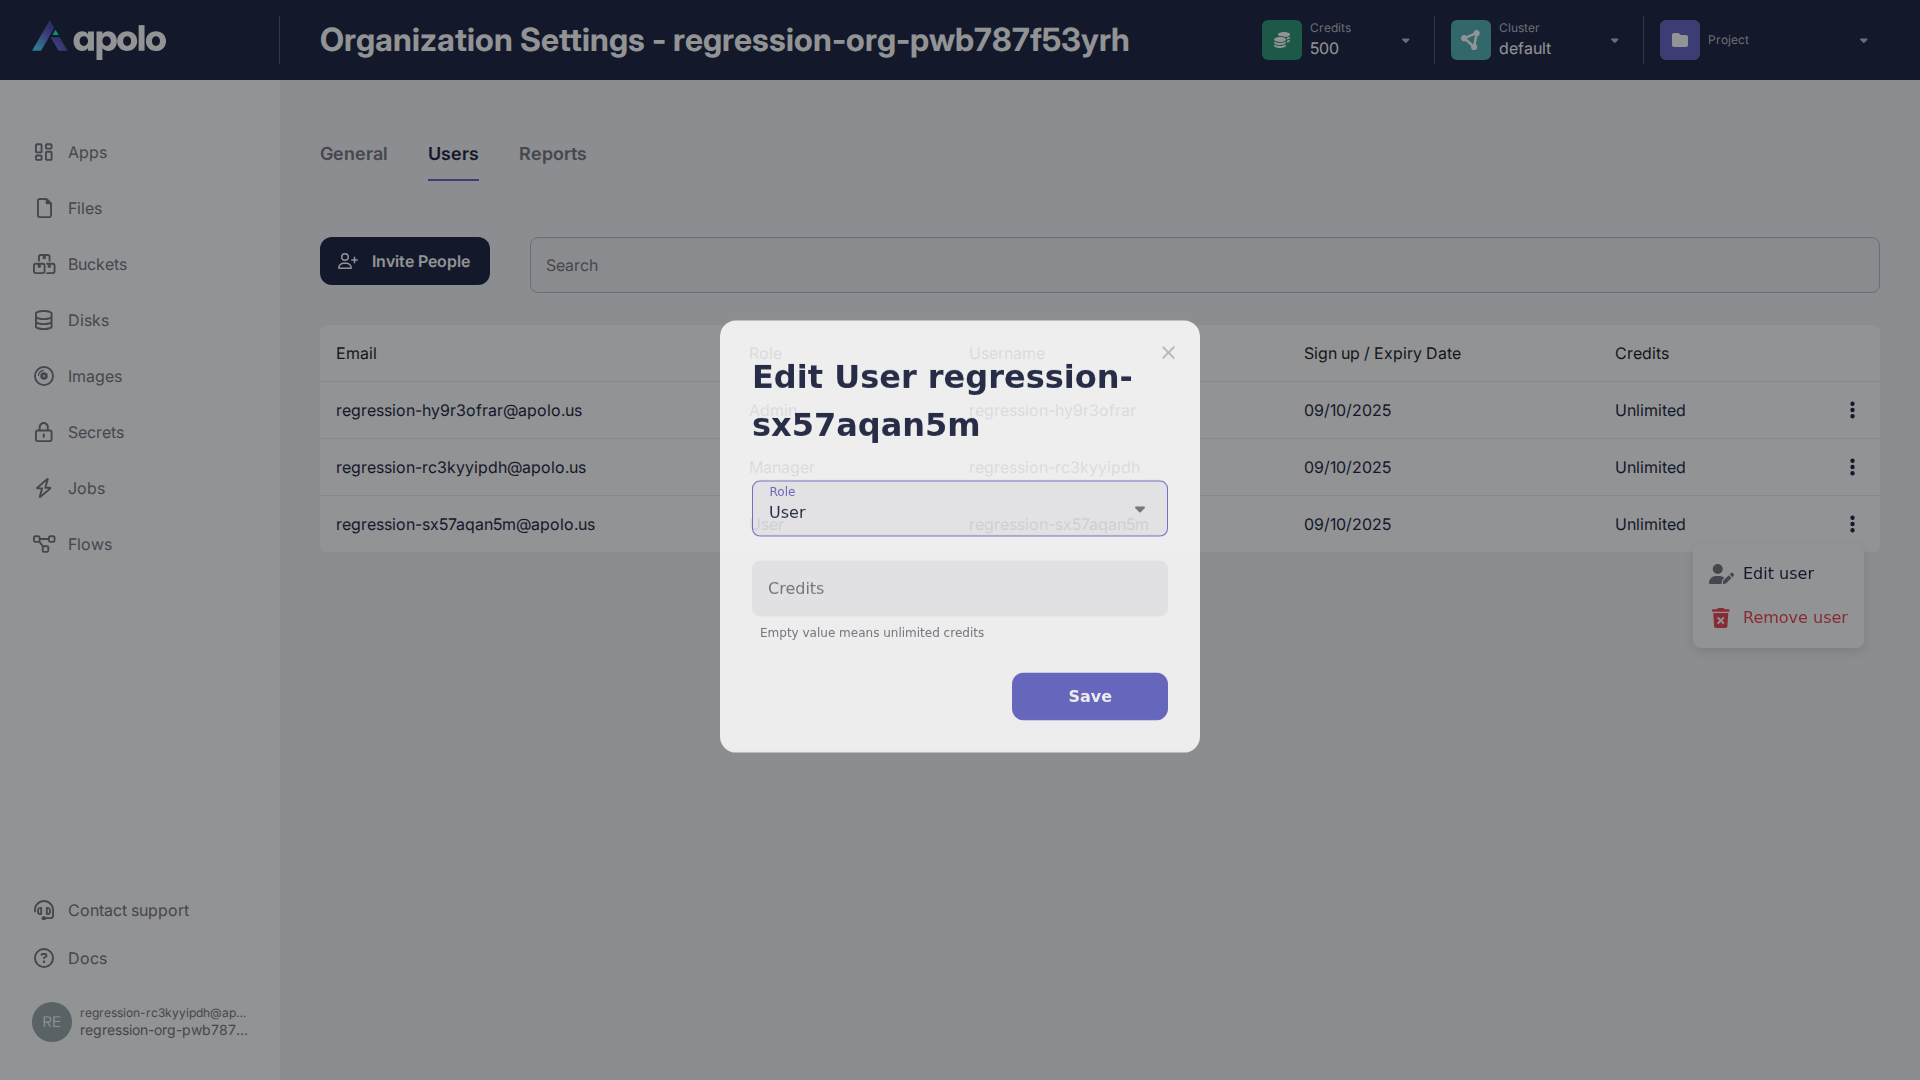 apolo
Organization Settings - regression-org-pwb787f53yrh
Credits
500
Cluster
default
Project
Apps
Files
Buckets
Disks
Images
Secrets
Jobs
Flows
General
Users
Reports
Invite People
Search
Email
Role
Username
Sign up / Expiry Date
Credits
regression-hy9r3ofrar@apolo.us
Admin
regression-hy9r3ofrar
09/10/2025
Unlimited
regression-rc3kyyipdh@apolo.us
Manager
regression-rc3kyyipdh
09/10/2025
Unlimited
regression-sx57aqan5m@apolo.us
User
regression-sx57aqan5m
09/10/2025
Unlimited
Edit user
Remove user
Edit User regression-
sx57aqan5m
Role
User
Credits
Empty value means unlimited credits
Save
Contact support
Docs
RE
regression-rc3kyyipdh@ap...
regression-org-pwb787...